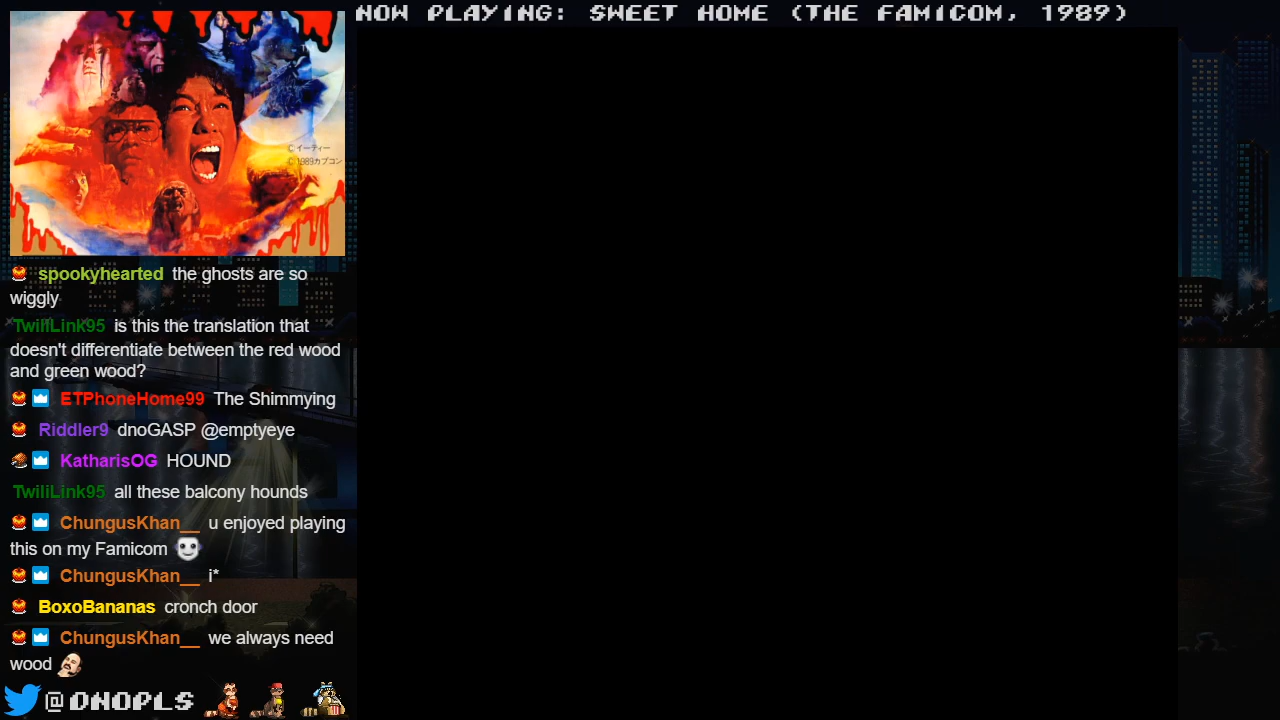 NOW PLAYING: SWEET HOME (THE FAMICOM, 1989)
© イーティー
© 1989カプコン
spookyhearted the ghosts are so
wiggly
TwiliLink95 is this the translation that
doesn't differentiate between the red wood
and green wood?
ETPhoneHome99 The Shimmying
Riddler9 dnoGASP @emptyeye
KatharisOG HOUND
TwiliLink95 all these balcony hounds
ChungusKhan__ u enjoyed playing
this on my Famicom
ChungusKhan__ i*
BoxoBananas cronch door
ChungusKhan__ we always need
wood
@DNOPLS